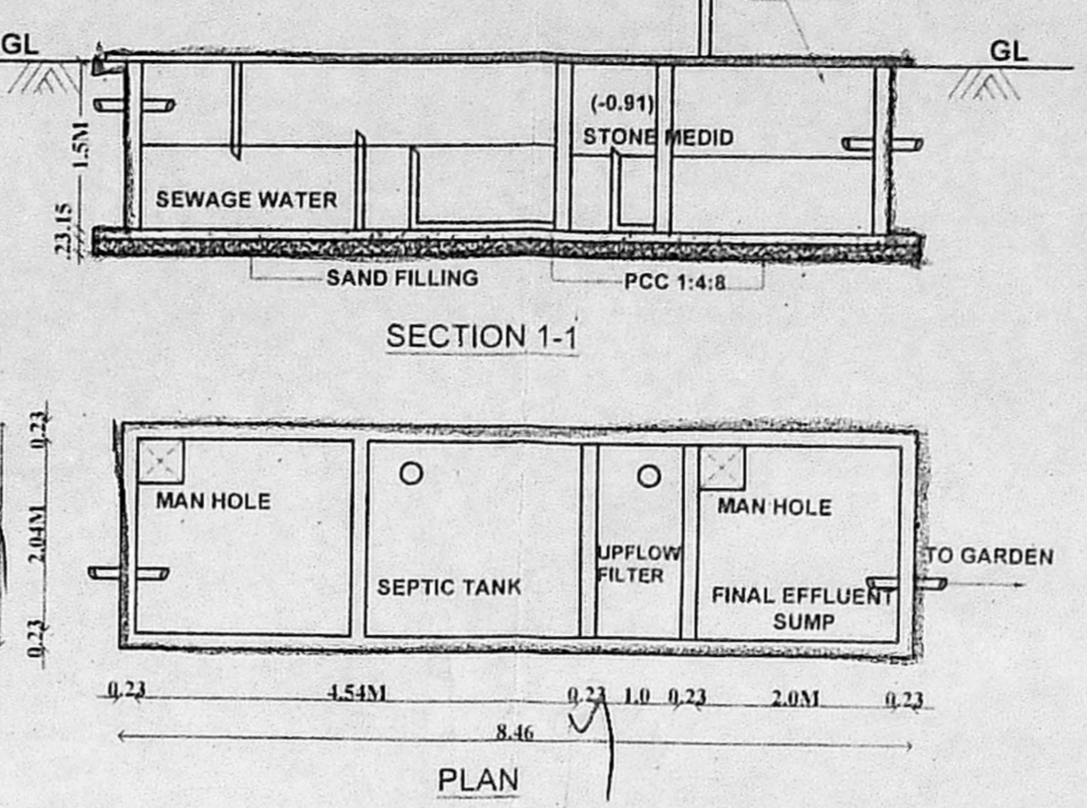 GL
GL
(-0.91)
STONE MEDID
1.5M
SEWAGE WATER
23.15
SAND FILLING
PCC 1:4:8
SECTION 1-1
0.23
2.04M
0.23
MAN HOLE
MAN HOLE
UPFLOW
FILTER
TO GARDEN
SEPTIC TANK
FINAL EFFLUENT
SUMP
0.23 4.54M 0.23 1.0 0.23 2.0M 0.23
8.46
PLAN